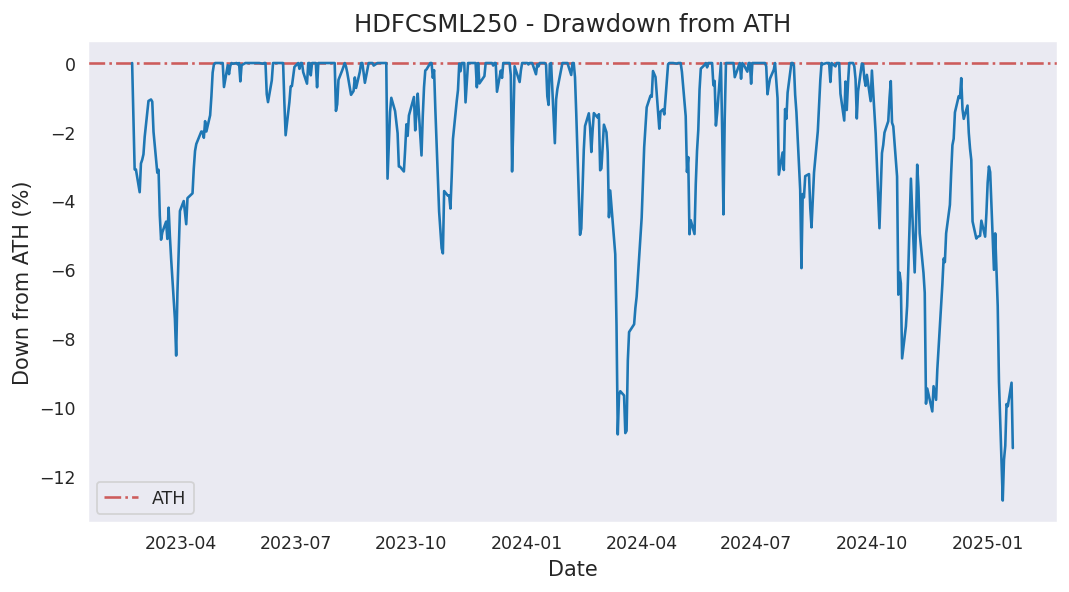 HDFCSML250 - Drawdown from ATH
Down from ATH (%)
0
−2
−4
−6
−8
−10
−12
ATH
2023-04 2023-07 2023-10 2024-01 2024-04 2024-07 2024-10 2025-01
Date